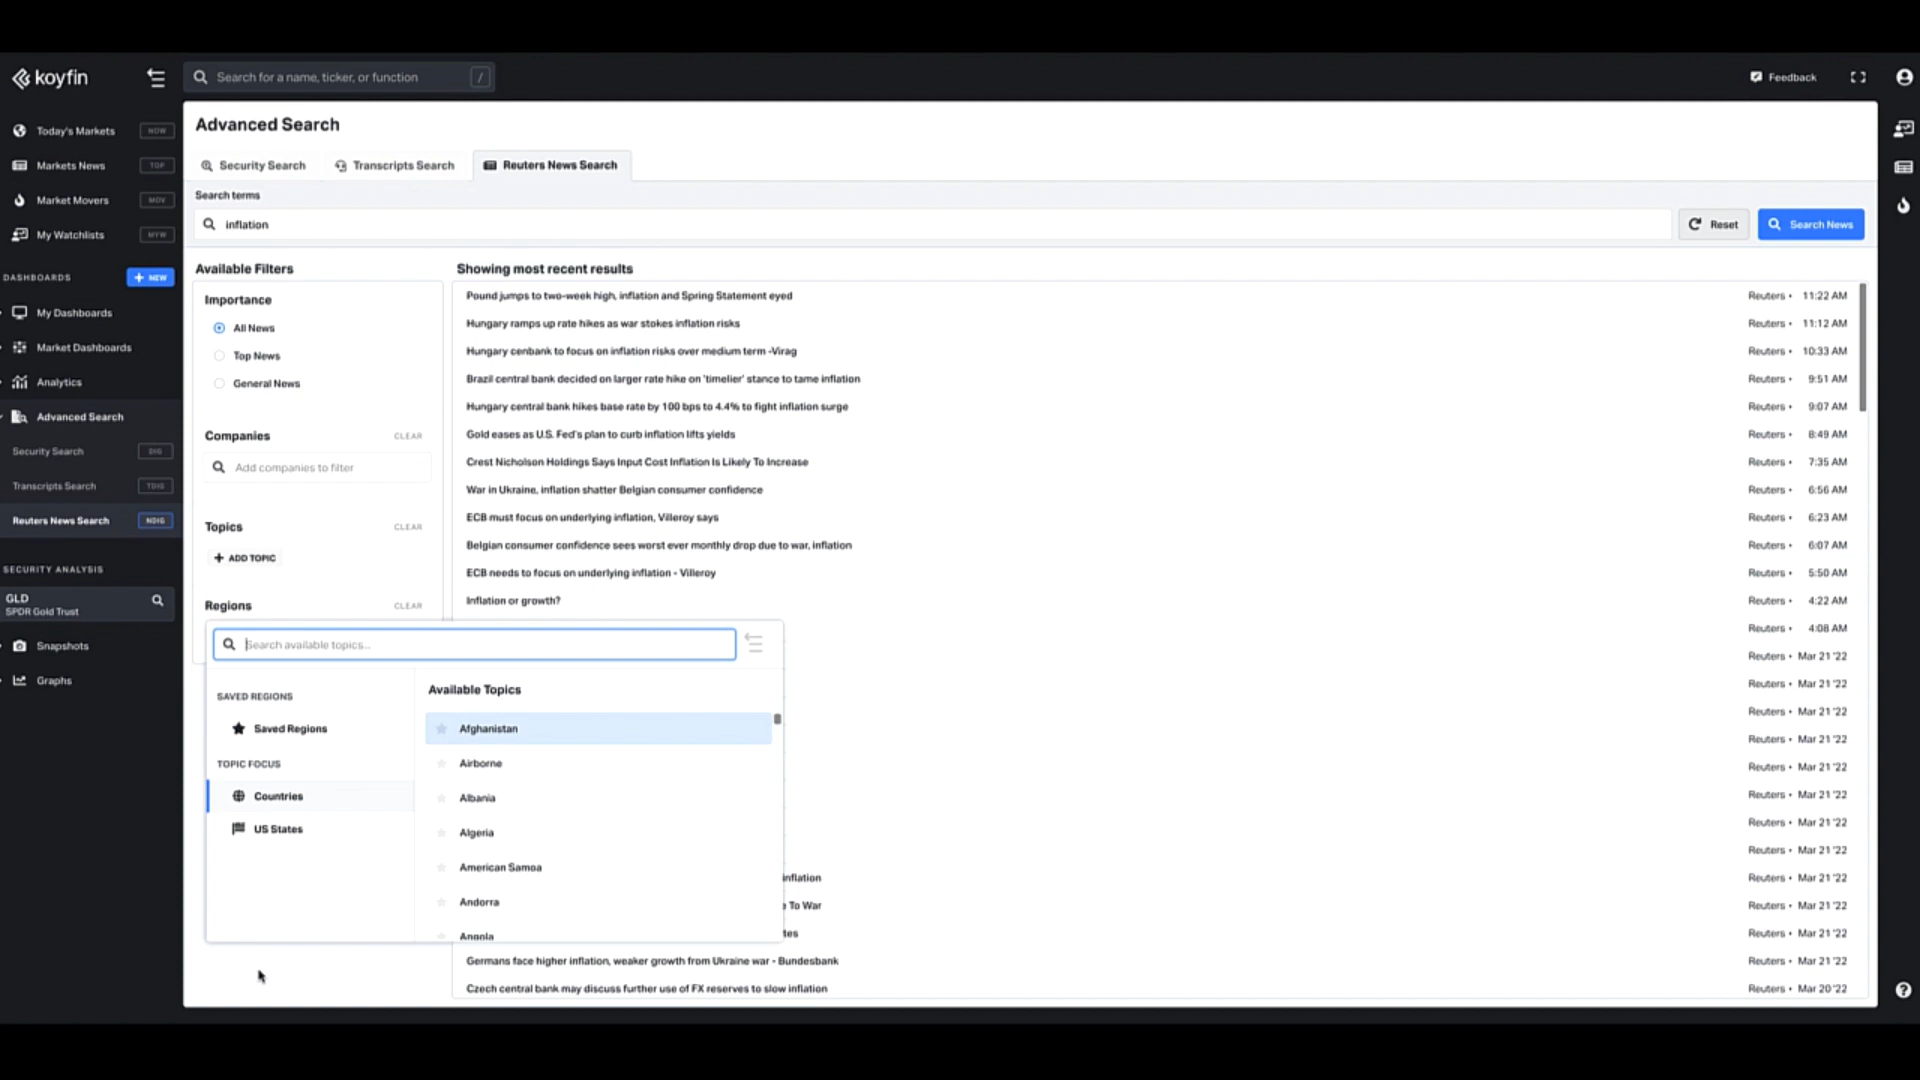 koyfin
Search for a name, ticker, or function /
Feedback
Today's Markets NOW
Markets News TOP
Market Movers MOV
My Watchlists MYW
DASHBOARDS + NEW
My Dashboards
Market Dashboards
Analytics
Advanced Search
Security Search DIG
Transcripts Search TDIG
Reuters News Search NDIG
SECURITY ANALYSIS
GLD
SPDR Gold Trust
Snapshots
Graphs
Advanced Search
Security Search Transcripts Search Reuters News Search
Search terms
inflation
Reset Search News
Available Filters
Importance
All News
Top News
General News
Companies CLEAR
Add companies to filter
Topics CLEAR
+ ADD TOPIC
Regions CLEAR
Search available topics...
SAVED REGIONS
Saved Regions
TOPIC FOCUS
Countries
US States
Available Topics
Afghanistan
Airborne
Albania
Algeria
American Samoa
Andorra
Angola
Showing most recent results
Pound jumps to two-week high, inflation and Spring Statement eyed Reuters • 11:22 AM
Hungary ramps up rate hikes as war stokes inflation risks Reuters • 11:12 AM
Hungary cenbank to focus on inflation risks over medium term -Virag Reuters • 10:33 AM
Brazil central bank decided on larger rate hike on 'timelier' stance to tame inflation Reuters • 9:51 AM
Hungary central bank hikes base rate by 100 bps to 4.4% to fight inflation surge Reuters • 9:07 AM
Gold eases as U.S. Fed's plan to curb inflation lifts yields Reuters • 8:49 AM
Crest Nicholson Holdings Says Input Cost Inflation Is Likely To Increase Reuters • 7:35 AM
War in Ukraine, inflation shatter Belgian consumer confidence Reuters • 6:56 AM
ECB must focus on underlying inflation, Villeroy says Reuters • 6:23 AM
Belgian consumer confidence sees worst ever monthly drop due to war, inflation Reuters • 6:07 AM
ECB needs to focus on underlying inflation - Villeroy Reuters • 5:50 AM
Inflation or growth? Reuters • 4:22 AM
Reuters • 4:08 AM
Reuters • Mar 21 '22
Reuters • Mar 21 '22
Reuters • Mar 21 '22
Reuters • Mar 21 '22
Reuters • Mar 21 '22
Reuters • Mar 21 '22
Reuters • Mar 21 '22
Reuters • Mar 21 '22
inflation Reuters • Mar 21 '22
To War Reuters • Mar 21 '22
tes Reuters • Mar 21 '22
Germans face higher inflation, weaker growth from Ukraine war - Bundesbank Reuters • Mar 21 '22
Czech central bank may discuss further use of FX reserves to slow inflation Reuters • Mar 20 '22